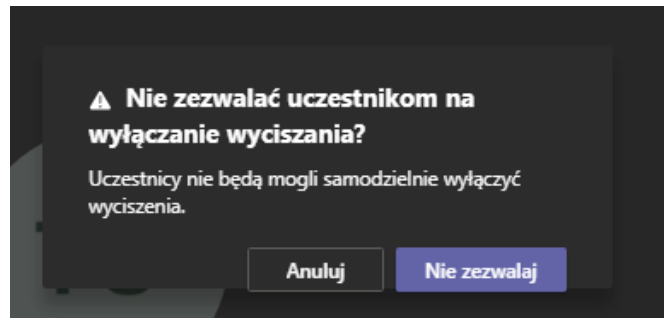 Nie zezwalać uczestnikom na
wyłączanie wyciszania?
Uczestnicy nie będą mogli samodzielnie wyłączyć
wyciszenia.
Anuluj
Nie zezwalaj